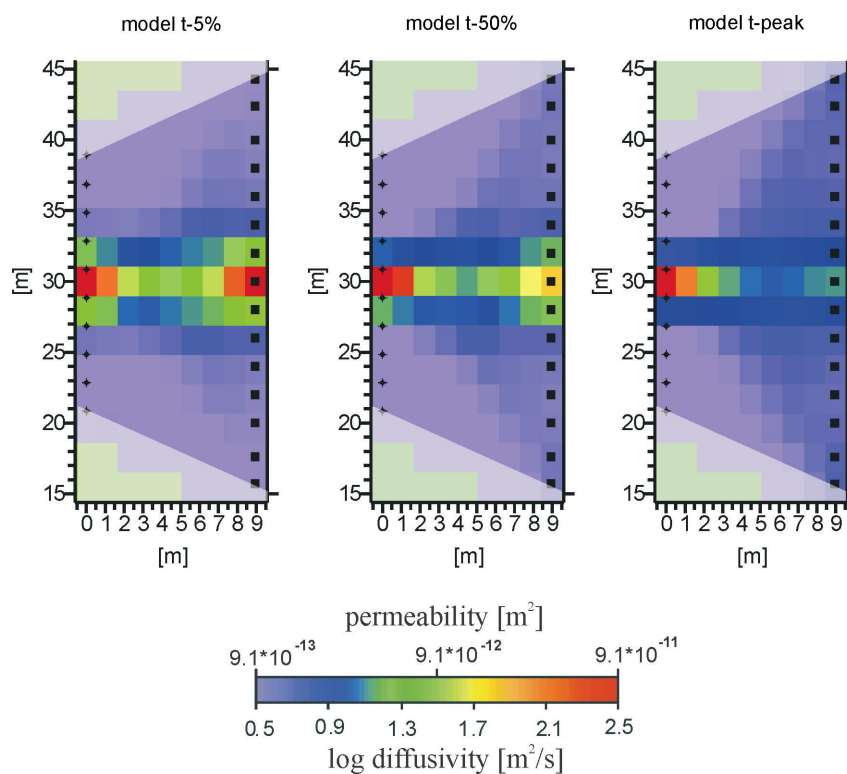 model t-5% model t-50% model t-peak
45 45 45
40 40 40
35 35 35
[m] 30 [m] 30 [m] 30
25 25 25
20 20 20
15 15 15
0 1 2 3 4 5 6 7 8 9 0 1 2 3 4 5 6 7 8 9 0 1 2 3 4 5 6 7 8 9
[m] [m] [m]
permeability [m²]
9.1*10⁻¹³ 9.1*10⁻¹² 9.1*10⁻¹¹
0.5 0.9 1.3 1.7 2.1 2.5
log diffusivity [m²/s]